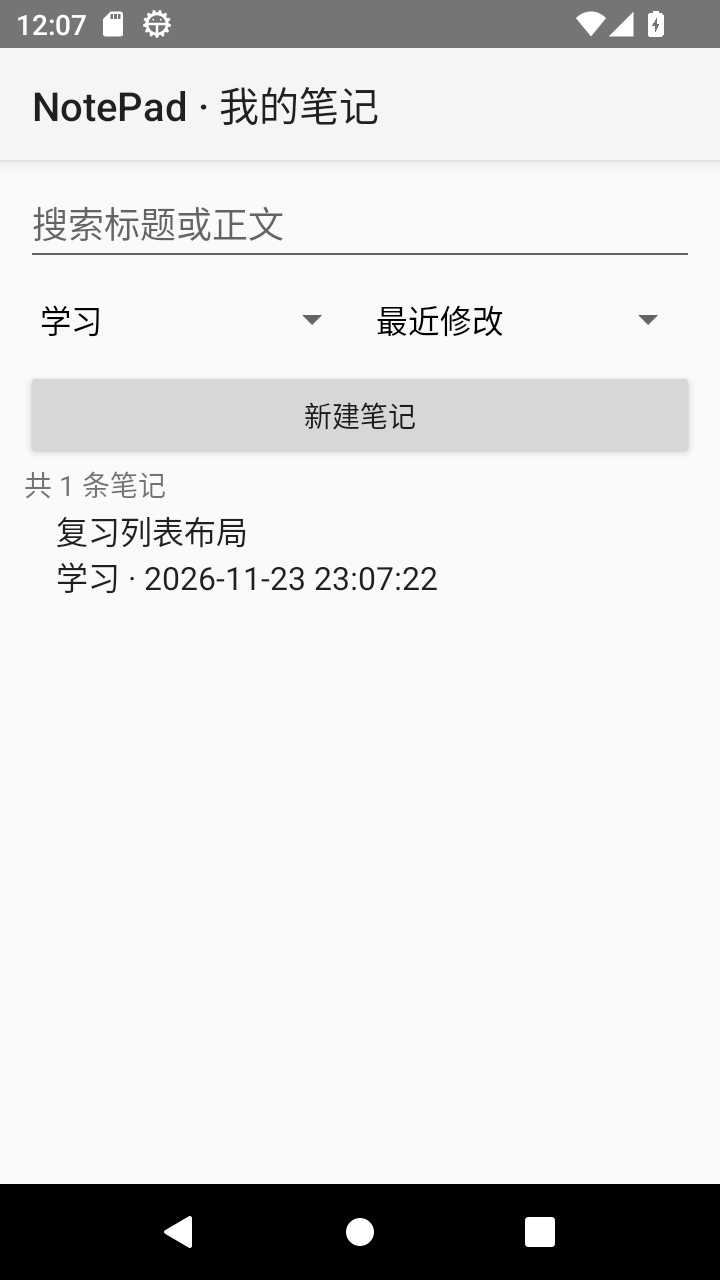 12:07
NotePad · 我的笔记
搜索标题或正文
学习 最近修改
新建笔记
共 1 条笔记
复习列表布局
学习 · 2026-11-23 23:07:22